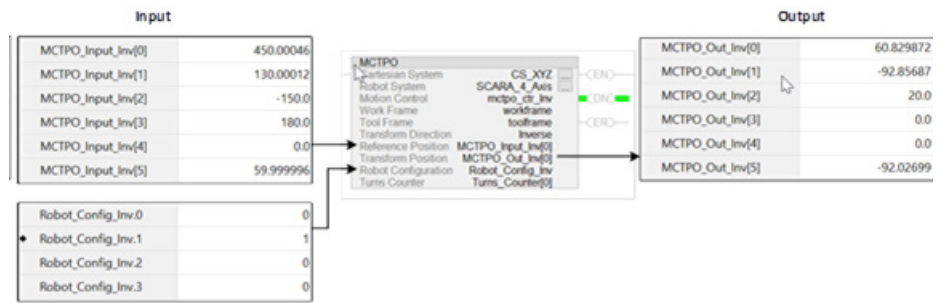 Input
Output
MCTPO_Input_Inv[0] 450.00046
MCTPO_Input_Inv[1] 130.00012
MCTPO_Input_Inv[2] -150.0
MCTPO_Input_Inv[3] 180.0
MCTPO_Input_Inv[4] 0.0
MCTPO_Input_Inv[5] 59.999996
Robot_Config_Inv.0 0
Robot_Config_Inv.1 1
Robot_Config_Inv.2 0
Robot_Config_Inv.3 0
MCTPO
Cartesian System CS_XYZ ...
Robot System SCARA_4_Axis ...
Motion Control mctpo_ctr_Inv
Work Frame workframe
Tool Frame toolframe
Transform Direction Inverse
Reference Position MCTPO_Input_Inv[0]
Transform Position MCTPO_Out_Inv[0]
Robot Configuration Robot_Config_Inv
Turns Counter Turns_Counter[0]
CEN
CDNC
CERC
MCTPO_Out_Inv[0] 60.829872
MCTPO_Out_Inv[1] -92.85687
MCTPO_Out_Inv[2] 20.0
MCTPO_Out_Inv[3] 0.0
MCTPO_Out_Inv[4] 0.0
MCTPO_Out_Inv[5] -92.02699